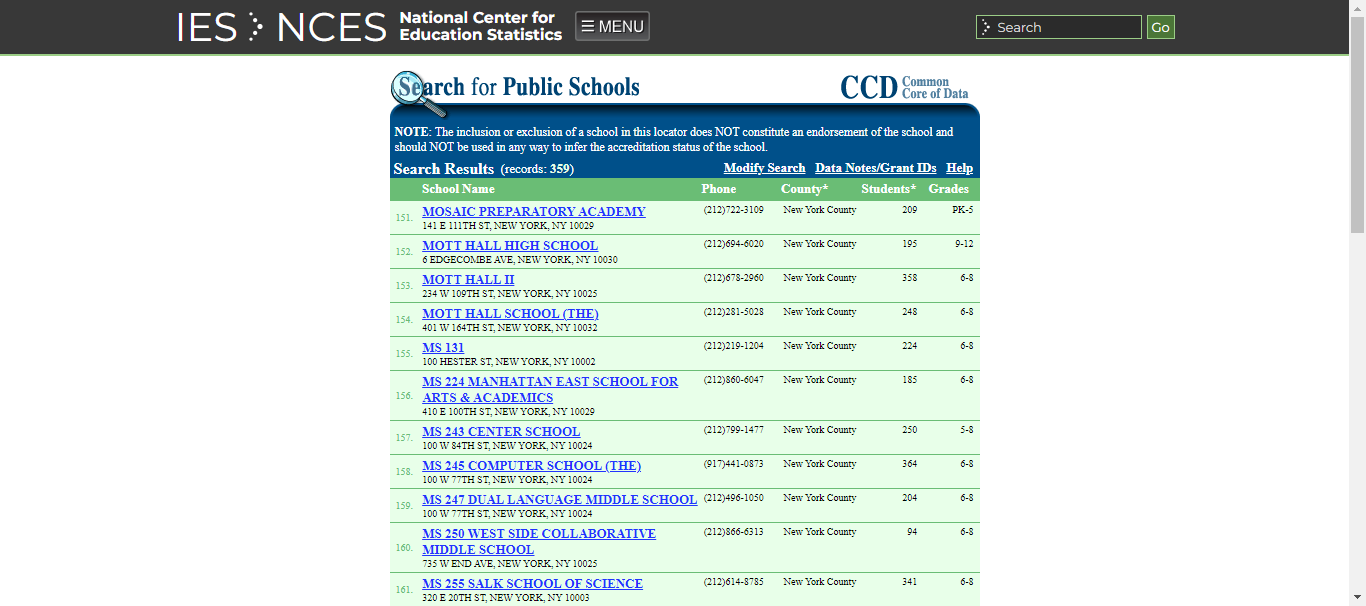 IES NCES National Center for Education Statistics ☰ MENU Search Go
Search for Public Schools
CCD Common Core of Data
NOTE: The inclusion or exclusion of a school in this locator does NOT constitute an endorsement of the school and
should NOT be used in any way to infer the accreditation status of the school.
Search Results (records: 359) Modify Search Data Notes/Grant IDs Help
School Name Phone County* Students* Grades
151. MOSAIC PREPARATORY ACADEMY (212)722-3109 New York County 209 PK-5
141 E 111TH ST, NEW YORK, NY 10029
152. MOTT HALL HIGH SCHOOL (212)694-6020 New York County 195 9-12
6 EDGECOMBE AVE, NEW YORK, NY 10030
153. MOTT HALL II (212)678-2960 New York County 358 6-8
234 W 109TH ST, NEW YORK, NY 10025
154. MOTT HALL SCHOOL (THE) (212)281-5028 New York County 248 6-8
401 W 164TH ST, NEW YORK, NY 10032
155. MS 131 (212)219-1204 New York County 224 6-8
100 HESTER ST, NEW YORK, NY 10002
156. MS 224 MANHATTAN EAST SCHOOL FOR (212)860-6047 New York County 185 6-8
ARTS & ACADEMICS
410 E 100TH ST, NEW YORK, NY 10029
157. MS 243 CENTER SCHOOL (212)799-1477 New York County 250 5-8
100 W 84TH ST, NEW YORK, NY 10024
158. MS 245 COMPUTER SCHOOL (THE) (917)441-0873 New York County 364 6-8
100 W 77TH ST, NEW YORK, NY 10024
159. MS 247 DUAL LANGUAGE MIDDLE SCHOOL (212)496-1050 New York County 204 6-8
100 W 77TH ST, NEW YORK, NY 10024
160. MS 250 WEST SIDE COLLABORATIVE (212)866-6313 New York County 94 6-8
MIDDLE SCHOOL
735 W END AVE, NEW YORK, NY 10025
161. MS 255 SALK SCHOOL OF SCIENCE (212)614-8785 New York County 341 6-8
320 E 20TH ST, NEW YORK, NY 10003